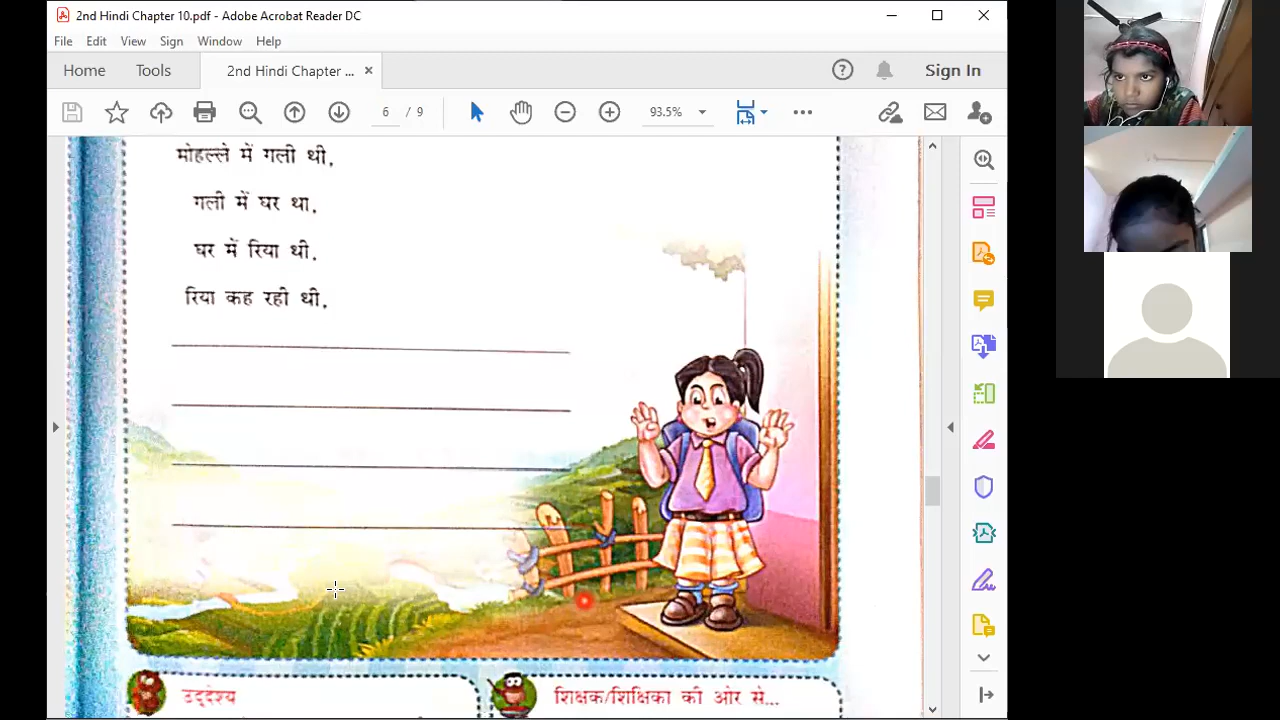 2nd Hindi Chapter 10.pdf - Adobe Acrobat Reader DC
File Edit View Sign Window Help
Home Tools 2nd Hindi Chapter ... Sign In
6 / 9 93.5%
मोहल्ले में गली थी,
गली में घर था,
घर में रिया थी,
रिया कह रही थी,
उद्देश्य
शिक्षक/शिक्षिका की ओर से...